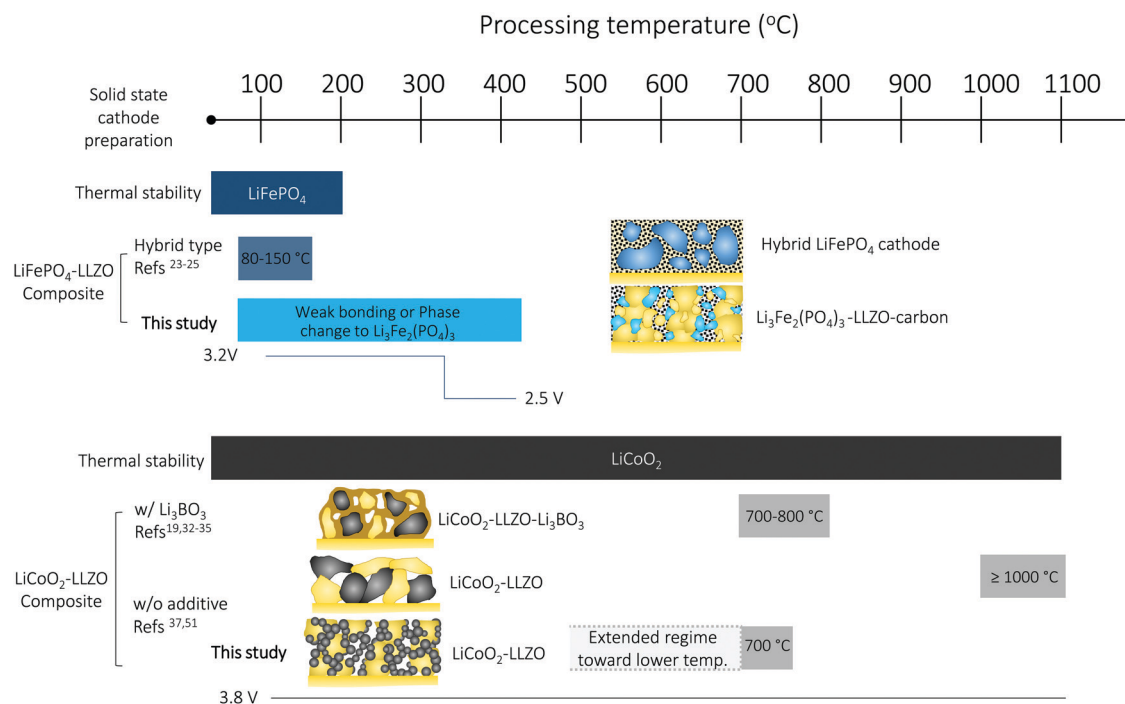 Processing temperature (°C)
Solid state
cathode
preparation
100 200 300 400 500 600 700 800 900 1000 1100
Thermal stability
LiFePO₄
LiFePO₄-LLZO
Composite
Hybrid type
Refs ²³⁻²⁵
80-150 °C
Hybrid LiFePO₄ cathode
This study
Weak bonding or Phase
change to Li₃Fe₂(PO₄)₃
Li₃Fe₂(PO₄)₃-LLZO-carbon
3.2V
2.5 V
Thermal stability
LiCoO₂
LiCoO₂-LLZO
Composite
w/ Li₃BO₃
Refs¹⁹,³²⁻³⁵
LiCoO₂-LLZO-Li₃BO₃
700-800 °C
w/o additive
Refs ³⁷,⁵¹
LiCoO₂-LLZO
≥ 1000 °C
This study
LiCoO₂-LLZO
Extended regime
toward lower temp.
700 °C
3.8 V